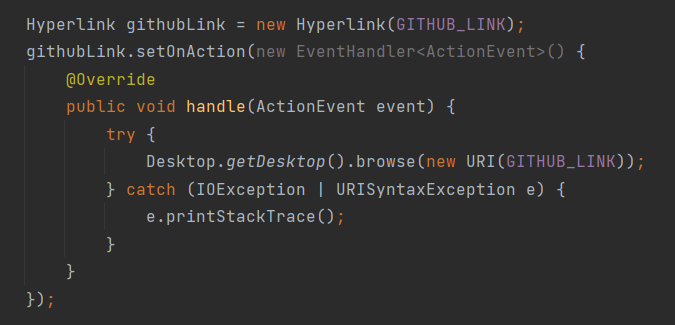 Hyperlink githubLink = new Hyperlink(GITHUB_LINK);
githubLink.setOnAction(new EventHandler<ActionEvent>() {
@Override
public void handle(ActionEvent event) {
try {
Desktop.getDesktop().browse(new URI(GITHUB_LINK));
} catch (IOException | URISyntaxException e) {
e.printStackTrace();
}
}
});